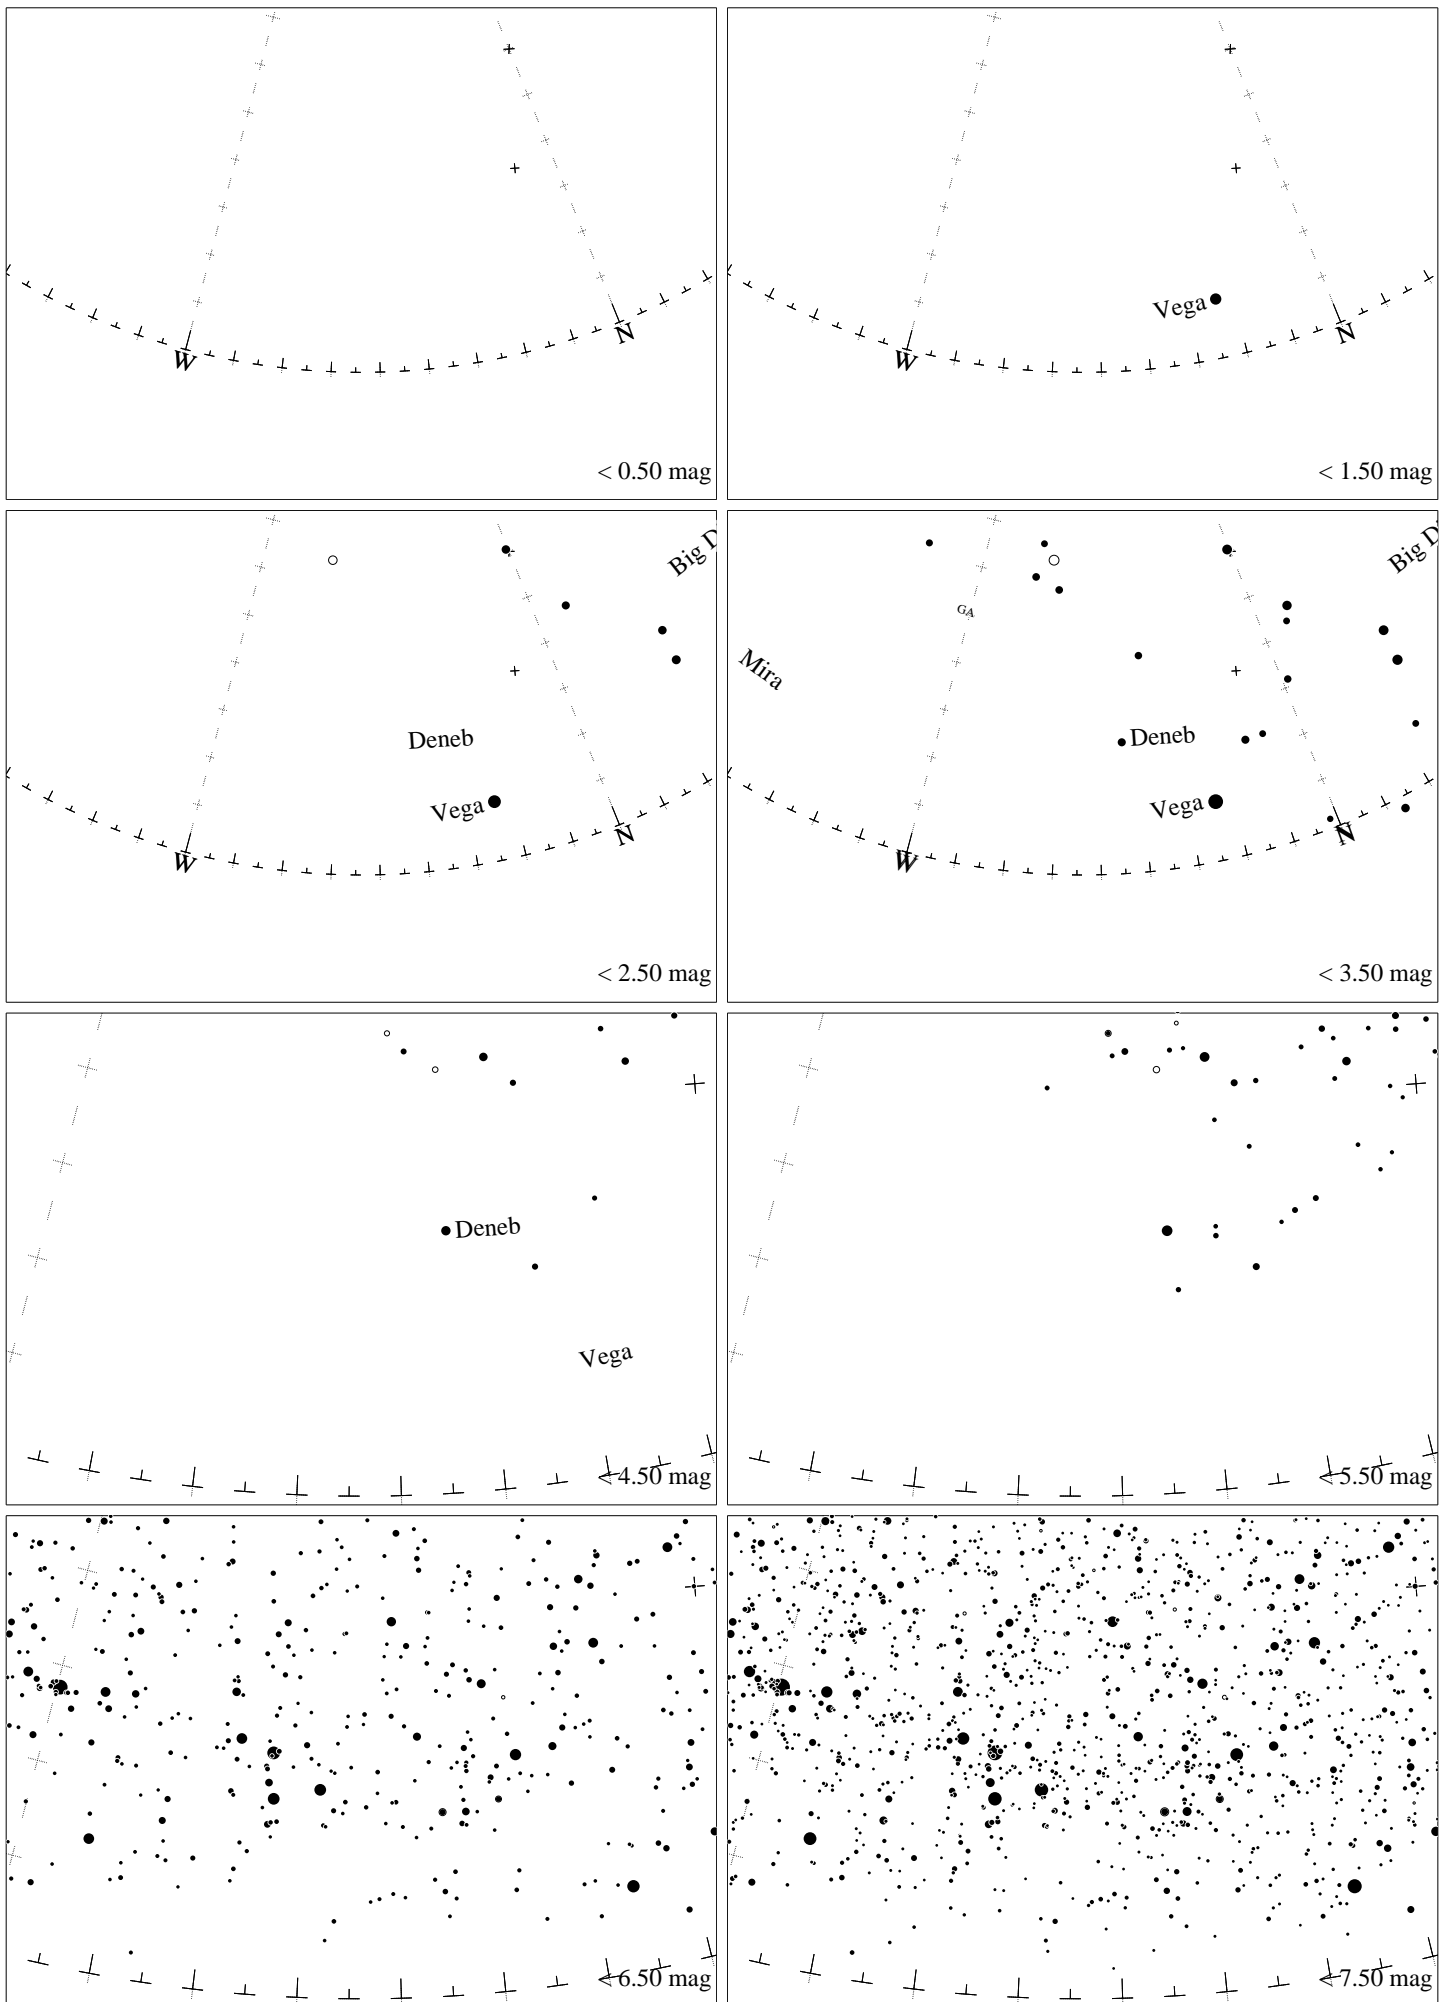 W
N
< 0.50 mag
Vega
W
N
< 1.50 mag
Big D
Deneb
Vega
W
N
< 2.50 mag
Big D
GA
Mira
Deneb
Vega
W
N
< 3.50 mag
Deneb
Vega
< 4.50 mag
< 5.50 mag
< 6.50 mag
< 7.50 mag